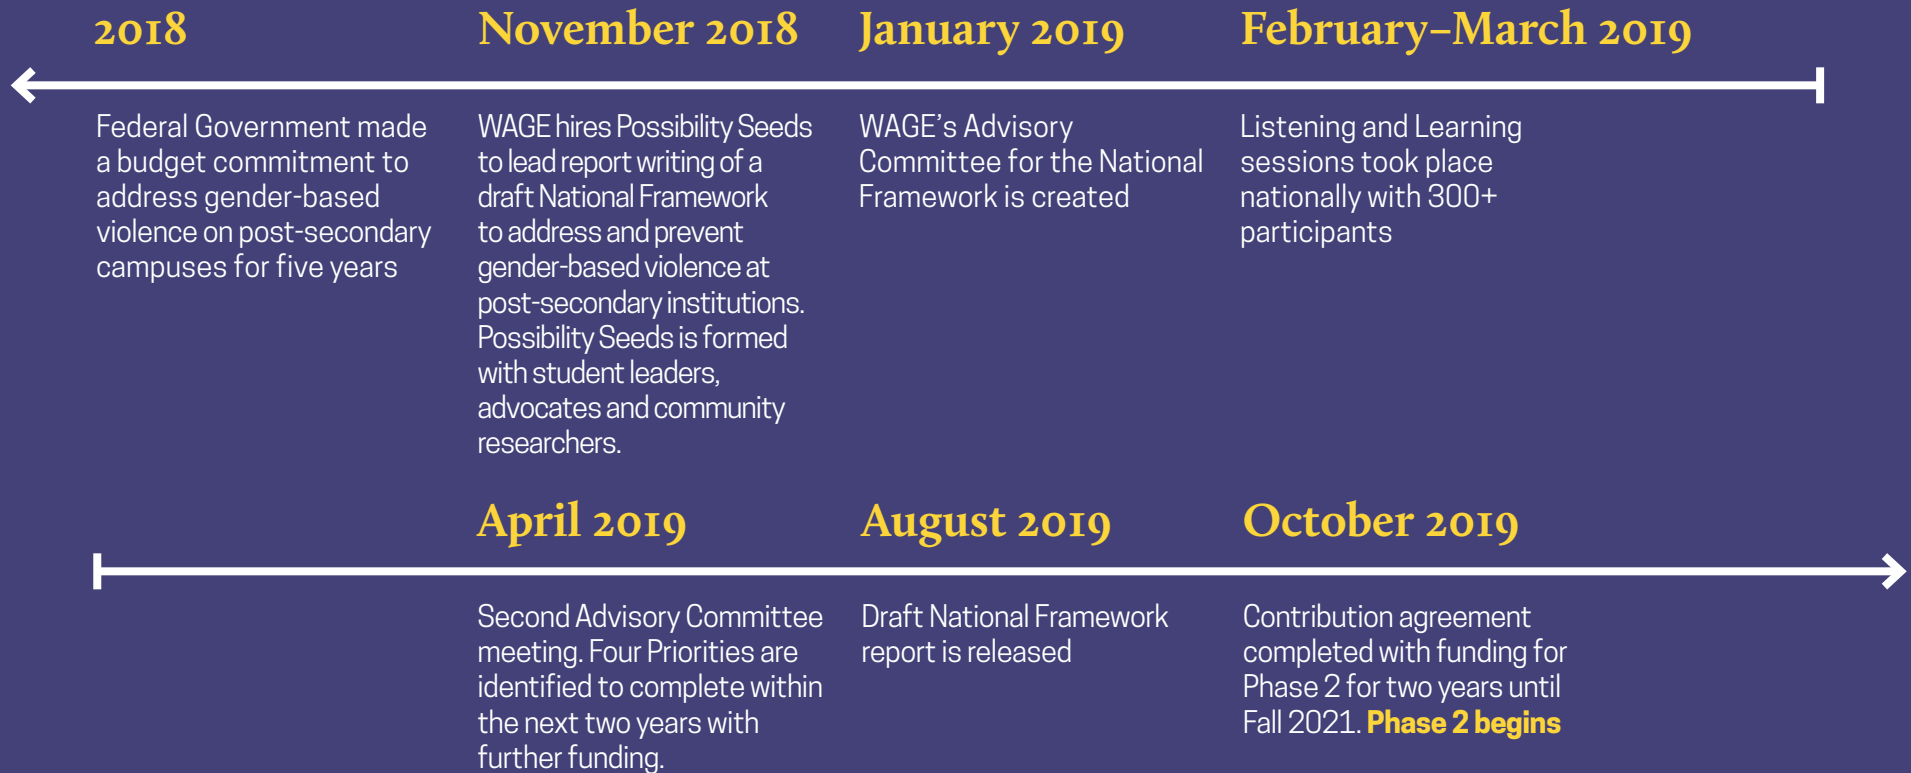 2018
Federal Government made
a budget commitment to
address gender-based
violence on post-secondary
campuses for five years
November 2018
WAGE hires Possibility Seeds
to lead report writing of a
draft National Framework
to address and prevent
gender-based violence at
post-secondary institutions.
Possibility Seeds is formed
with student leaders,
advocates and community
researchers.
January 2019
WAGE’s Advisory
Committee for the National
Framework is created
February–March 2019
Listening and Learning
sessions took place
nationally with 300+
participants
April 2019
Second Advisory Committee
meeting. Four Priorities are
identified to complete within
the next two years with
further funding.
August 2019
Draft National Framework
report is released
October 2019
Contribution agreement
completed with funding for
Phase 2 for two years until
Fall 2021. Phase 2 begins